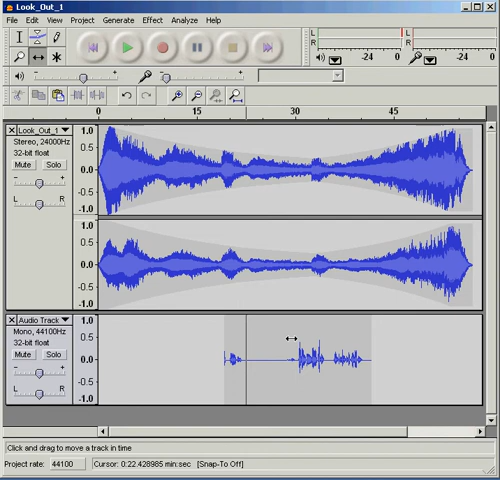 Look_Out_1
File Edit View Project Generate Effect Analyze Help
L
R
-24 0
L
R
-24 0
0 15 30 45
Look_Out_1
Stereo, 24000Hz
32-bit float
Mute Solo
- +
L R
1.0
0.5
0.0
-0.5
-1.0
1.0
0.5
0.0
-0.5
-1.0
Audio Track
Mono, 44100Hz
32-bit float
Mute Solo
- +
L R
1.0
0.5
0.0
-0.5
-1.0
Click and drag to move a track in time
Project rate: 44100 Cursor: 0:22.428985 min:sec [Snap-To Off]